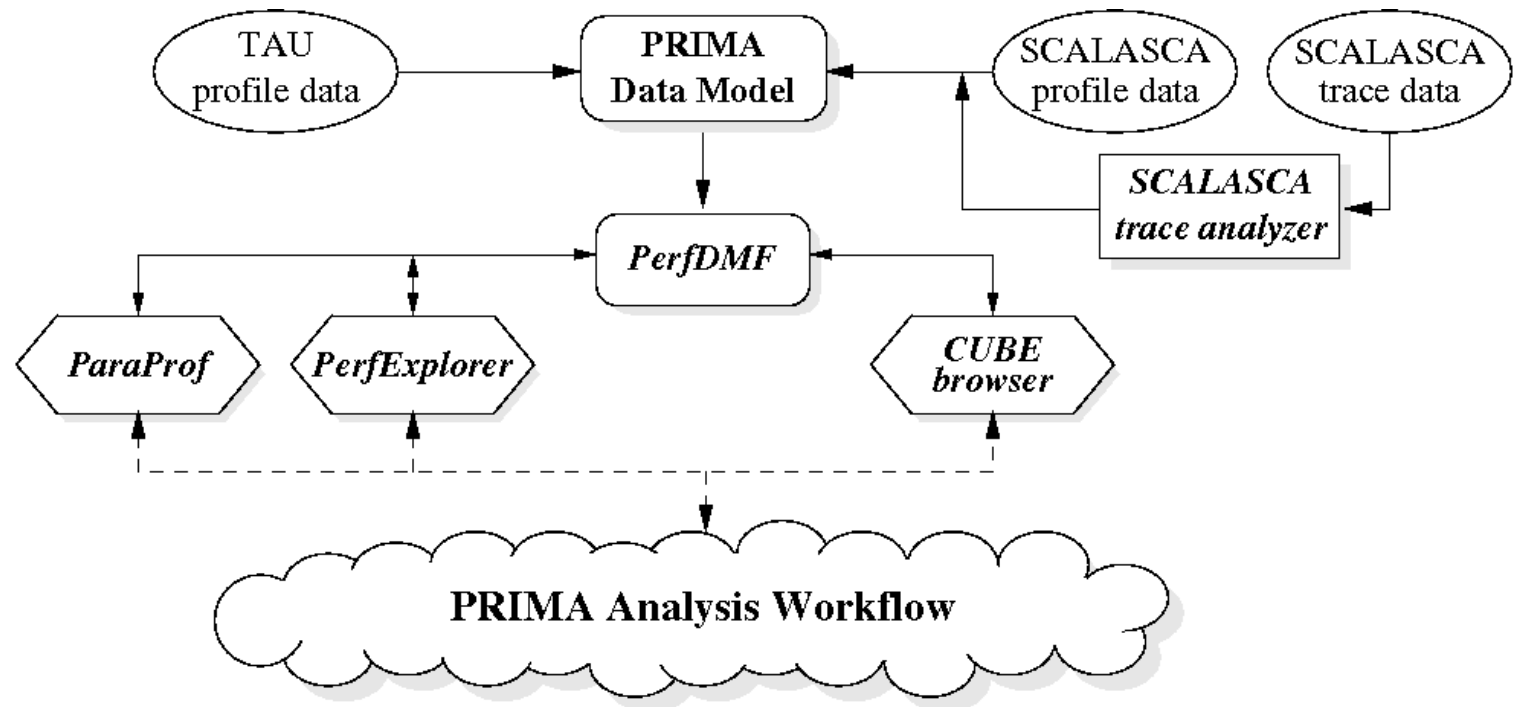 TAU
profile data
PRIMA
Data Model
SCALASCA
profile data
SCALASCA
trace data
SCALASCA
trace analyzer
PerfDMF
ParaProf
PerfExplorer
CUBE
browser
PRIMA Analysis Workflow